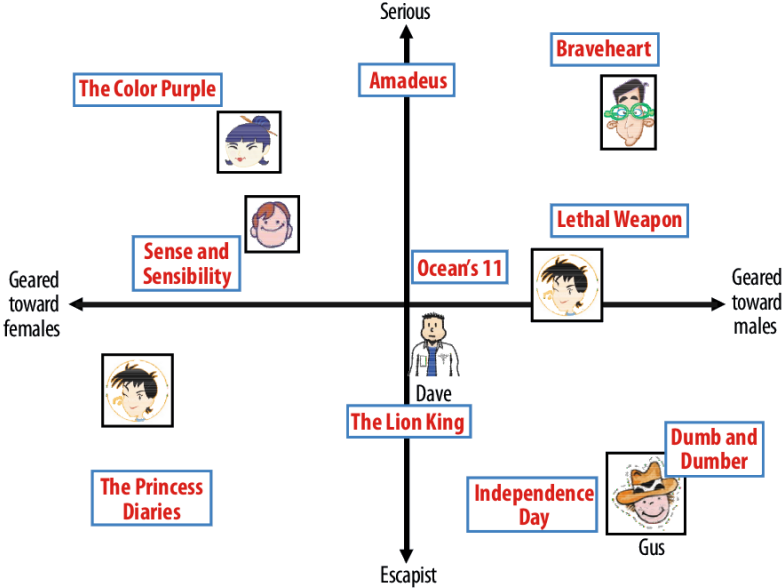 Serious
Braveheart
Amadeus
The Color Purple
Lethal Weapon
Sense and
Sensibility
Ocean's 11
Geared
toward
females
Geared
toward
males
Dave
The Lion King
Dumb and
Dumber
The Princess
Diaries
Independence
Day
Gus
Escapist